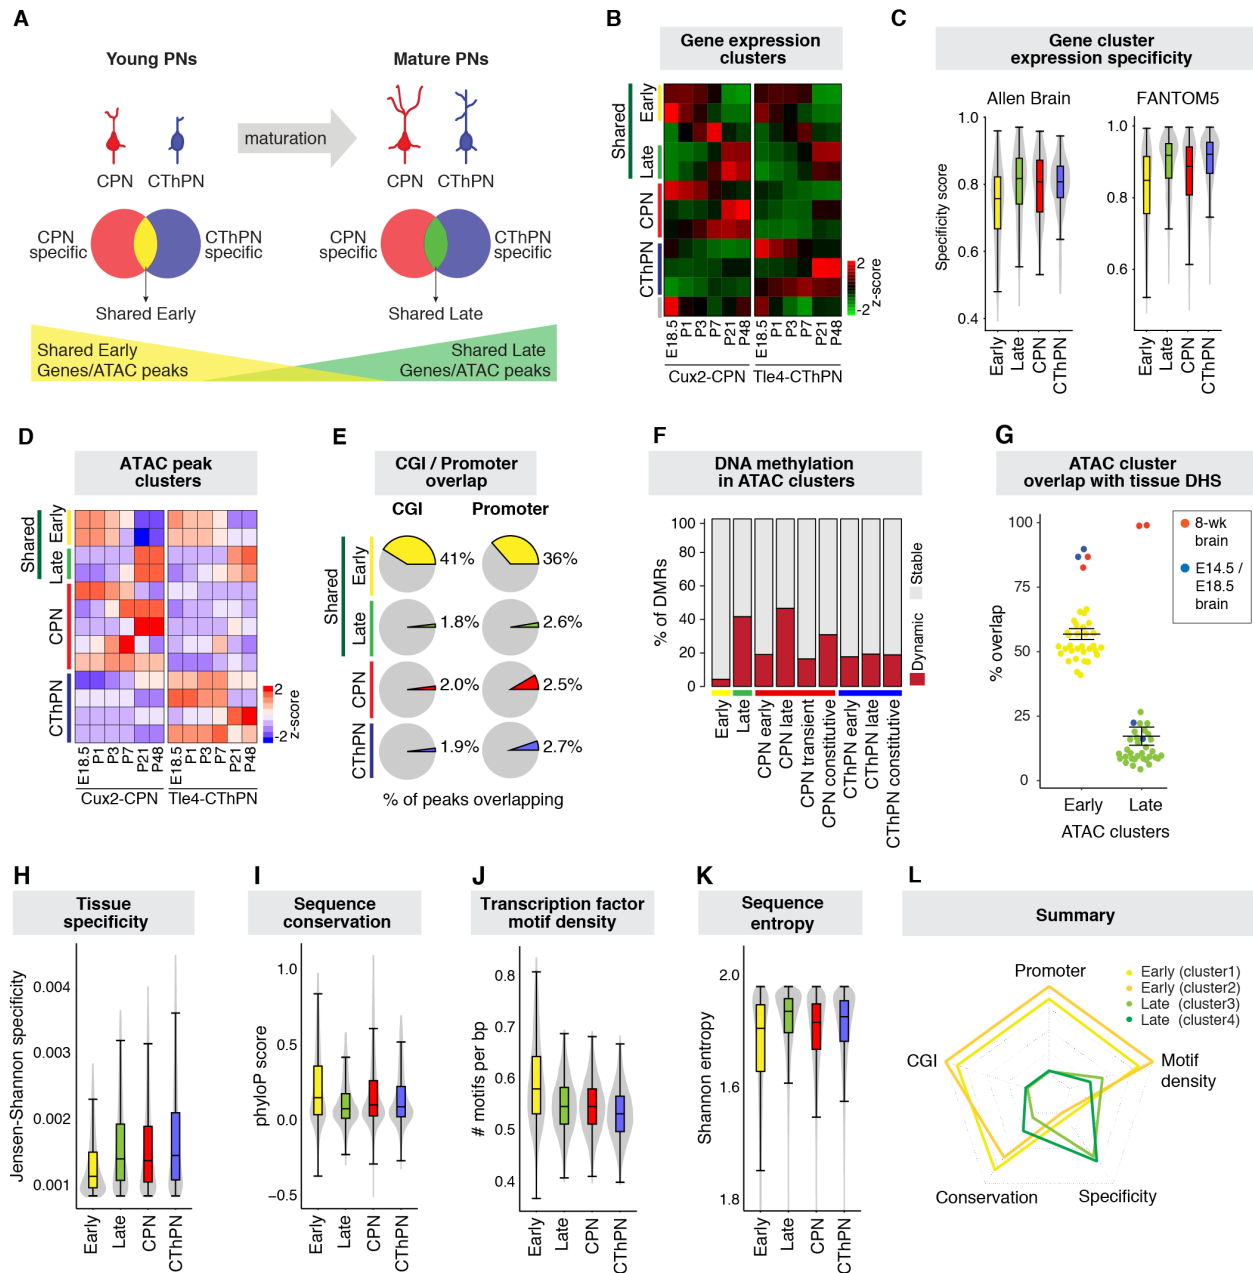 A
Young PNs
Mature PNs
maturation
CPN
CThPN
CPN
CThPN
CPN
specific
CThPN
specific
CPN
specific
CThPN
specific
Shared Early
Shared Late
Shared Early
Genes/ATAC peaks
Shared Late
Genes/ATAC peaks
B
Gene expression
clusters
Shared
Early
Late
CPN
CThPN
2
-2
z-score
E18.5
P1
P3
P7
P21
P48
E18.5
P1
P3
P7
P21
P48
Cux2-CPN
Tle4-CThPN
C
Gene cluster
expression specificity
Allen Brain
FANTOM5
Specificity score
1.0
0.8
0.6
0.4
1.0
0.8
0.6
Early
Late
CPN
CThPN
Early
Late
CPN
CThPN
D
ATAC peak
clusters
Shared
Early
Late
CPN
CThPN
2
-2
z-score
E18.5
P1
P3
P7
P21
P48
E18.5
P1
P3
P7
P21
P48
Cux2-CPN
Tle4-CThPN
E
CGI / Promoter
overlap
CGI
Promoter
Shared
Early
41%
36%
Late
1.8%
2.6%
CPN
2.0%
2.5%
CThPN
1.9%
2.7%
% of peaks overlapping
F
DNA methylation
in ATAC clusters
% of DMRs
100
80
60
40
20
0
Dynamic
Stable
Early
Late
CPN early
CPN late
CPN transient
CPN constitutive
CThPN early
CThPN late
CThPN constitutive
G
ATAC cluster
overlap with tissue DHS
% overlap
100
75
50
25
0
Early
Late
ATAC clusters
8-wk
brain
E14.5 /
E18.5
brain
H
Tissue
specificity
Jensen-Shannon specificity
0.004
0.003
0.002
0.001
Early
Late
CPN
CThPN
I
Sequence
conservation
phyloP score
1.0
0.5
0.0
−0.5
Early
Late
CPN
CThPN
J
Transcription factor
motif density
# motifs per bp
0.8
0.7
0.6
0.5
0.4
Early
Late
CPN
CThPN
K
Sequence
entropy
Shannon entropy
2.0
1.6
1.8
Early
Late
CPN
CThPN
L
Summary
Promoter
CGI
Motif
density
Conservation
Specificity
Early (cluster1)
Early (cluster2)
Late (cluster3)
Late (cluster4)